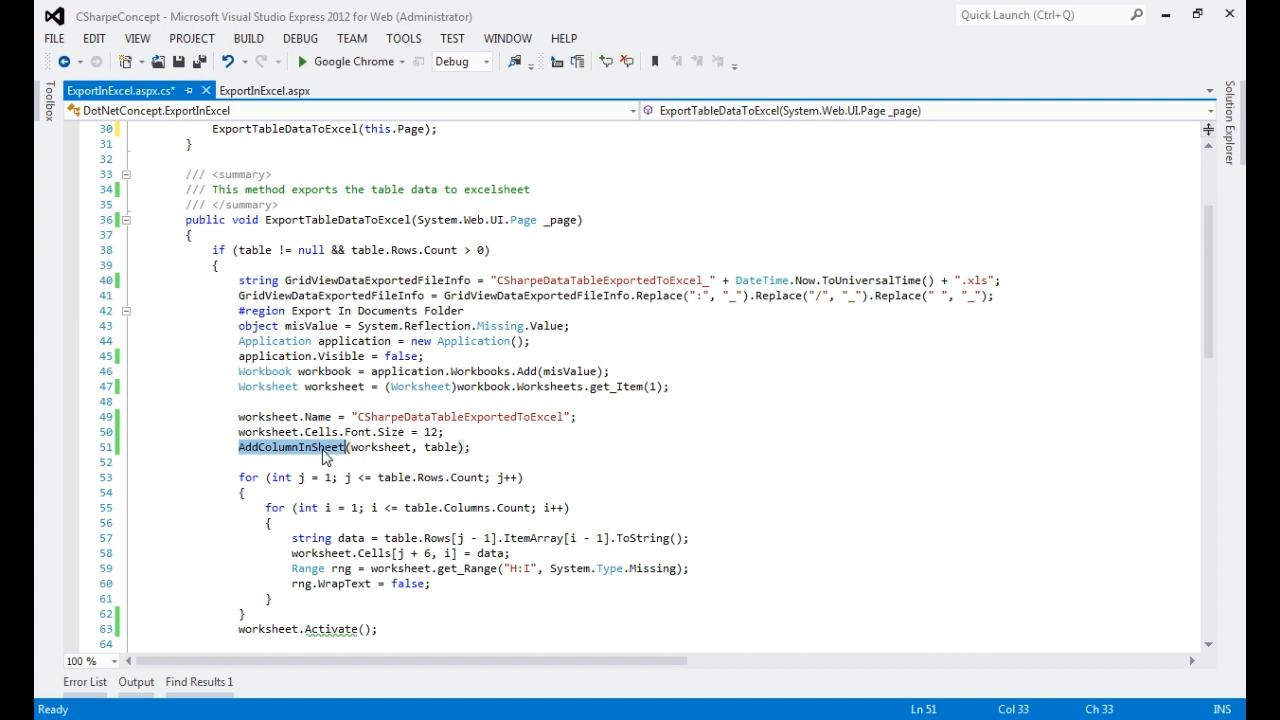 CSharpeConcept - Microsoft Visual Studio Express 2012 for Web (Administrator)
Quick Launch (Ctrl+Q)
FILE EDIT VIEW PROJECT BUILD DEBUG TEAM TOOLS TEST WINDOW HELP
Google Chrome Debug
ExportInExcel.aspx.cs* ExportInExcel.aspx
Toolbox
Solution Explorer
DotNetConcept.ExportInExcel ExportTableDataToExcel(System.Web.UI.Page _page)
30 ExportTableDataToExcel(this.Page);
31 }
32
33 /// <summary>
34 /// This method exports the table data to excelsheet
35 /// </summary>
36 public void ExportTableDataToExcel(System.Web.UI.Page _page)
37 {
38 if (table != null && table.Rows.Count > 0)
39 {
40 string GridViewDataExportedFileInfo = "CSharpeDataTableExportedToExcel_" + DateTime.Now.ToUniversalTime() + ".xls";
41 GridViewDataExportedFileInfo = GridViewDataExportedFileInfo.Replace(":", "_").Replace("/", "_").Replace(" ", "_");
42 #region Export In Documents Folder
43 object misValue = System.Reflection.Missing.Value;
44 Application application = new Application();
45 application.Visible = false;
46 Workbook workbook = application.Workbooks.Add(misValue);
47 Worksheet worksheet = (Worksheet)workbook.Worksheets.get_Item(1);
48
49 worksheet.Name = "CSharpeDataTableExportedToExcel";
50 worksheet.Cells.Font.Size = 12;
51 AddColumnInSheet(worksheet, table);
52
53 for (int j = 1; j <= table.Rows.Count; j++)
54 {
55 for (int i = 1; i <= table.Columns.Count; i++)
56 {
57 string data = table.Rows[j - 1].ItemArray[i - 1].ToString();
58 worksheet.Cells[j + 6, i] = data;
59 Range rng = worksheet.get_Range("H:I", System.Type.Missing);
60 rng.WrapText = false;
61 }
62 }
63 worksheet.Activate();
64
100 %
Error List Output Find Results 1
Ready Ln 51 Col 33 Ch 33 INS